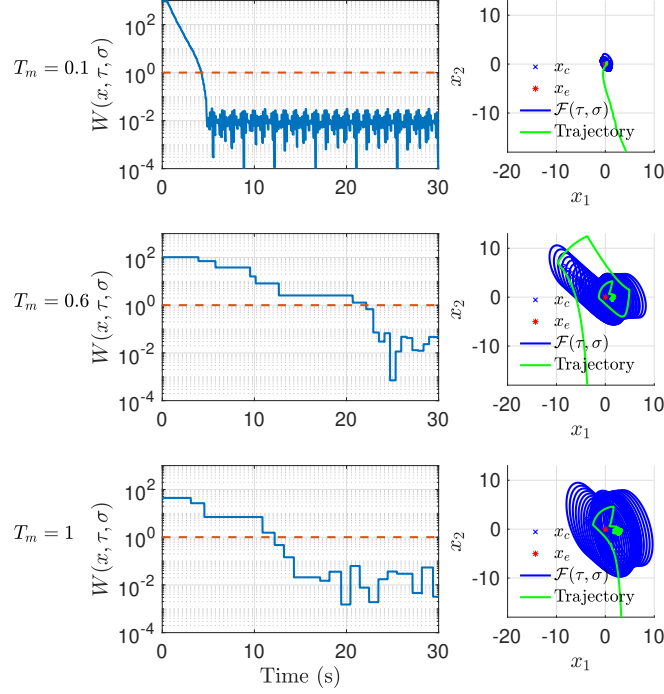 T_m = 0.1
W(x, τ, σ)
10^2
10^0
10^-2
10^-4
0 10 20 30
x_2
10
0
-10
x_c
x_e
F(τ, σ)
Trajectory
-20 -10 0 10
x_1
T_m = 0.6
W(x, τ, σ)
10^2
10^0
10^-2
10^-4
0 10 20 30
x_2
10
0
-10
x_c
x_e
F(τ, σ)
Trajectory
-20 -10 0 10
x_1
T_m = 1
W(x, τ, σ)
10^2
10^0
10^-2
10^-4
0 10 20 30
Time (s)
x_2
10
0
-10
x_c
x_e
F(τ, σ)
Trajectory
-20 -10 0 10
x_1